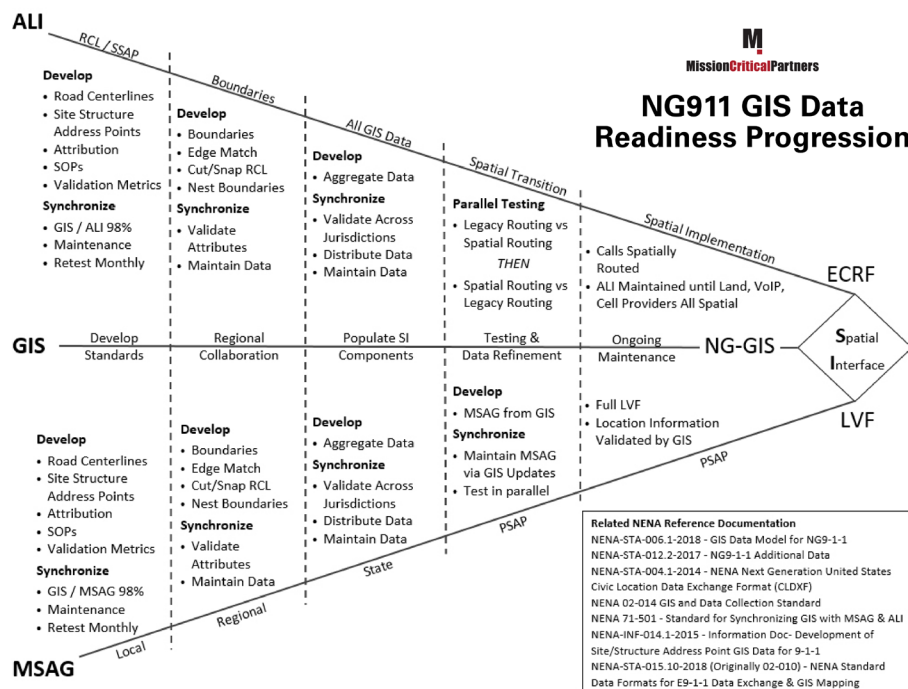 ALI
RCL / SSAP
Develop
• Road Centerlines
• Site Structure
Address Points
• Attribution
• SOPs
• Validation Metrics
Synchronize
• GIS / ALI 98%
• Maintenance
• Retest Monthly
Boundaries
Develop
• Boundaries
• Edge Match
• Cut/Snap RCL
• Nest Boundaries
Synchronize
• Validate
Attributes
• Maintain Data
All GIS Data
Develop
• Aggregate Data
Synchronize
• Validate Across
Jurisdictions
• Distribute Data
• Maintain Data
Spatial Transition
Parallel Testing
• Legacy Routing vs
Spatial Routing
THEN
• Spatial Routing vs
Legacy Routing
Spatial Implementation
• Calls Spatially
Routed
• ALI Maintained until Land, VoIP,
Cell Providers All Spatial
M
MissionCriticalPartners
NG911 GIS Data
Readiness Progression
ECRF
GIS
Develop
Standards
Regional
Collaboration
Populate SI
Components
Testing &
Data Refinement
Ongoing
Maintenance
NG-GIS
Spatial
Interface
LVF
Develop
• Road Centerlines
• Site Structure
Address Points
• Attribution
• SOPs
• Validation Metrics
Synchronize
• GIS / MSAG 98%
• Maintenance
• Retest Monthly
Local
Develop
• Boundaries
• Edge Match
• Cut/Snap RCL
• Nest Boundaries
Synchronize
• Validate
Attributes
• Maintain Data
Regional
Develop
• Aggregate Data
Synchronize
• Validate Across
Jurisdictions
• Distribute Data
• Maintain Data
State
Develop
• MSAG from GIS
Synchronize
• Maintain MSAG
via GIS Updates
• Test in parallel
PSAP
• Full LVF
• Location Information
Validated by GIS
PSAP
MSAG
Related NENA Reference Documentation
NENA-STA-006.1-2018 - GIS Data Model for NG9-1-1
NENA-STA-012.2-2017 - NG9-1-1 Additional Data
NENA-STA-004.1-2014 - NENA Next Generation United States
Civic Location Data Exchange Format (CLDXF)
NENA 02-014 GIS and Data Collection Standard
NENA 71-501 - Standard for Synchronizing GIS with MSAG & ALI
NENA-INF-014.1-2015 - Information Doc- Development of
Site/Structure Address Point GIS Data for 9-1-1
NENA-STA-015.10-2018 (Originally 02-010) - NENA Standard
Data Formats for E9-1-1 Data Exchange & GIS Mapping